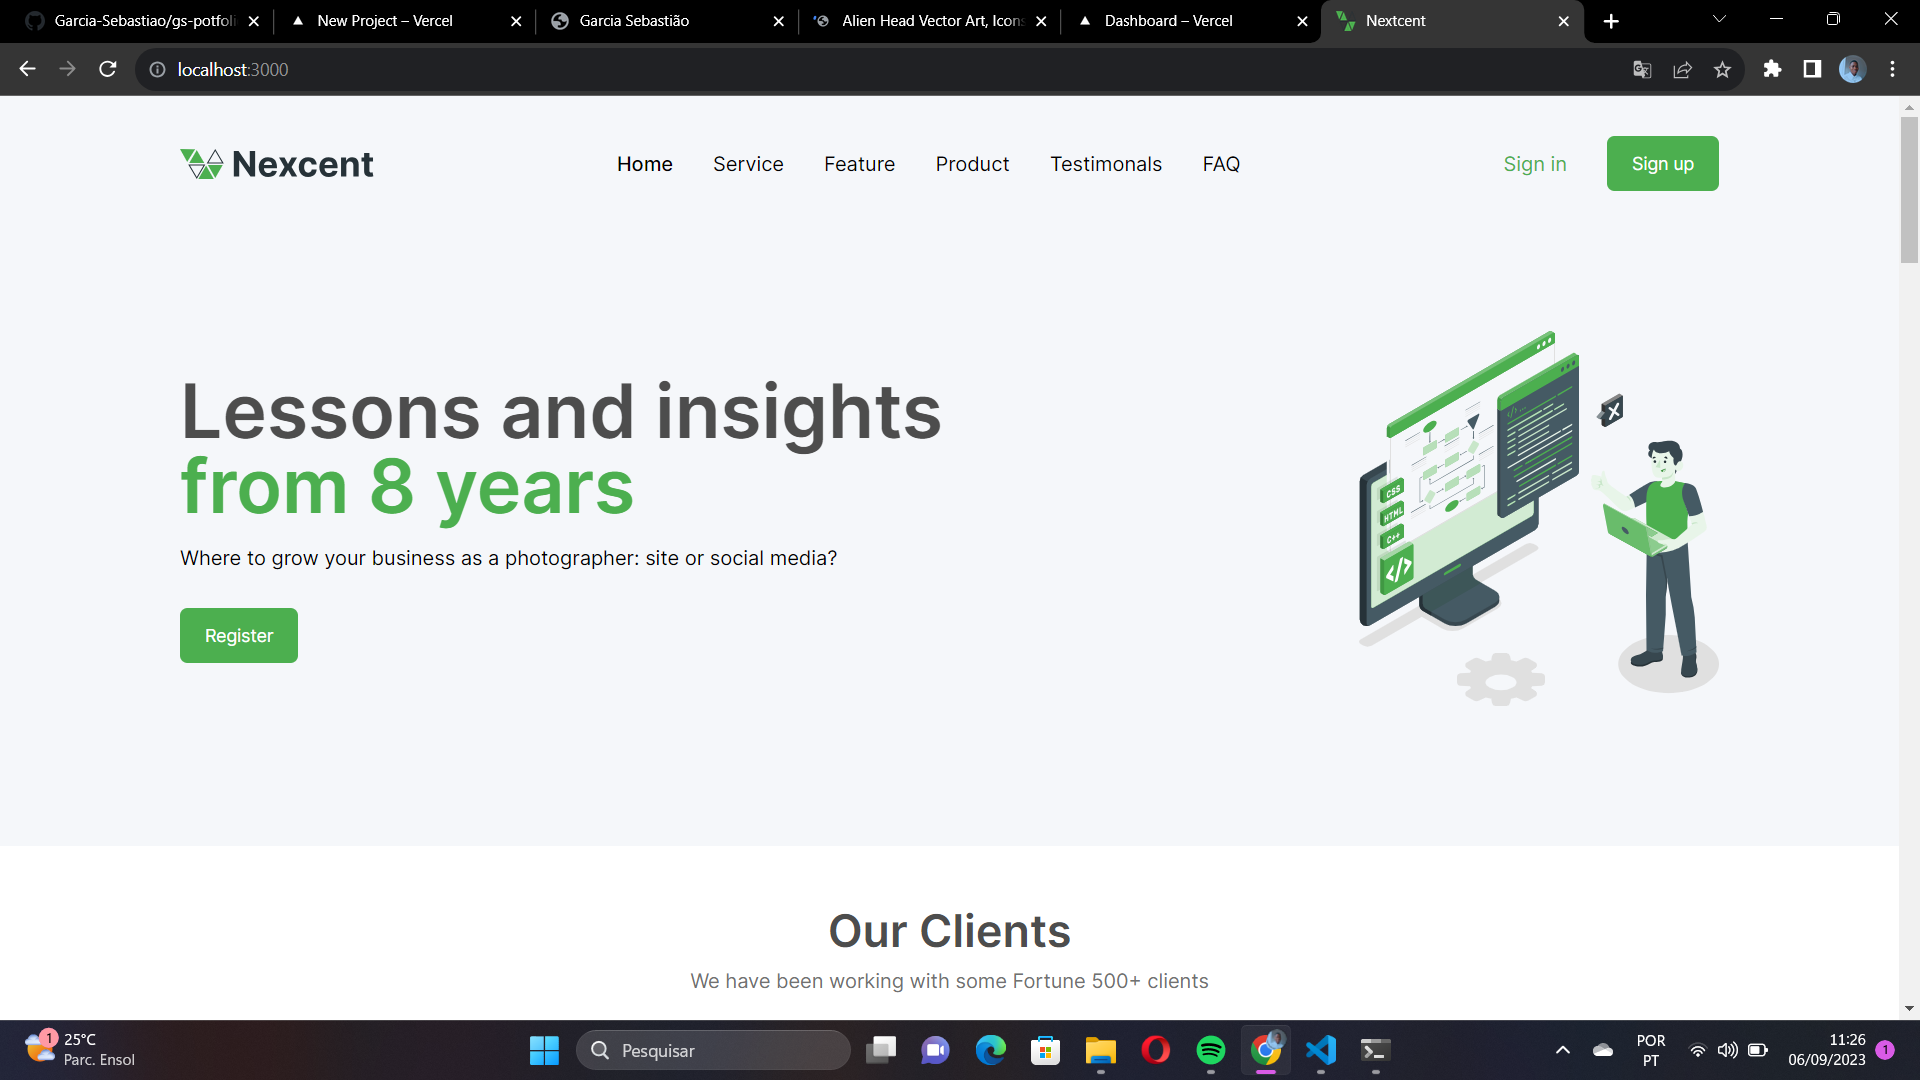 Garcia-Sebastiao/gs-potfoli
New Project – Vercel
Garcia Sebastião
Alien Head Vector Art, Icons
Dashboard – Vercel
Nextcent
localhost:3000
Nexcent
Home
Service
Feature
Product
Testimonals
FAQ
Sign in
Sign up
Lessons and insights
from 8 years
Where to grow your business as a photographer: site or social media?
Register
CSS
HTML
C++
</>
X
Our Clients
We have been working with some Fortune 500+ clients
1
25°C
Parc. Ensol
Pesquisar
POR
PT
11:26
06/09/2023
1